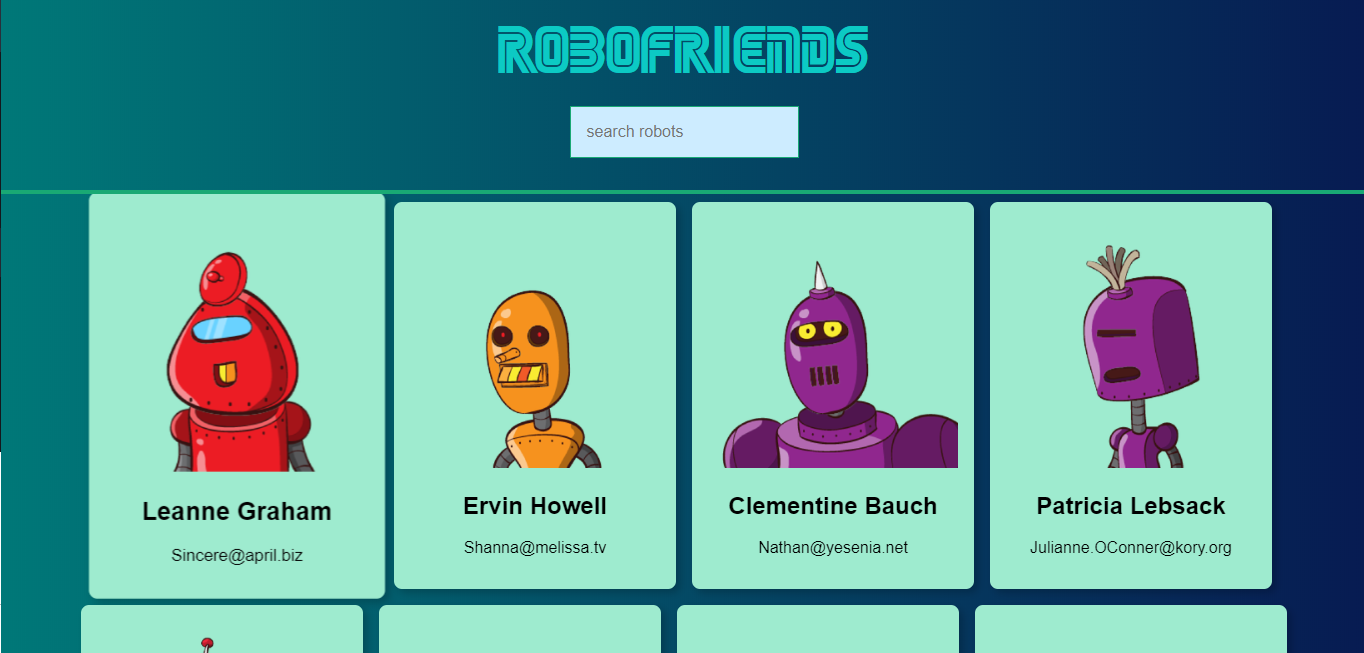 ROBOFRIENDS
search robots
Leanne Graham
Sincere@april.biz
Ervin Howell
Shanna@melissa.tv
Clementine Bauch
Nathan@yesenia.net
Patricia Lebsack
Julianne.OConner@kory.org